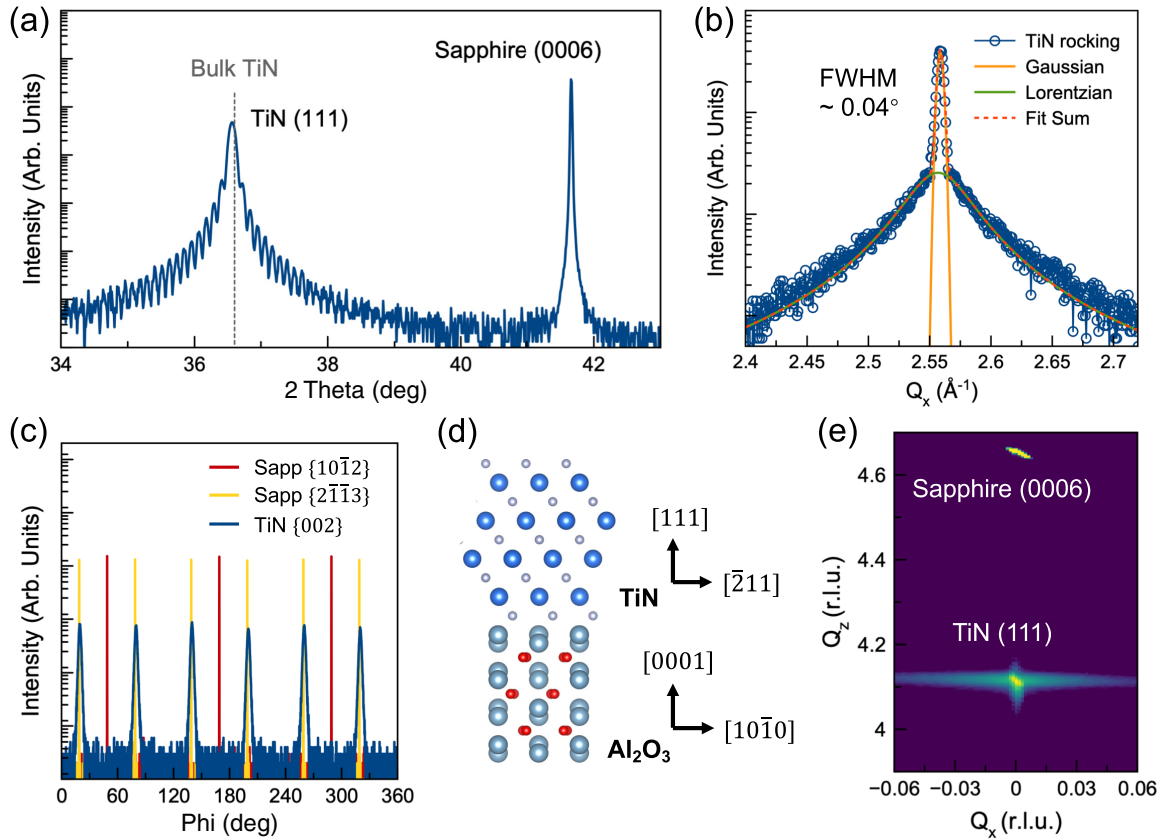 (a)
Intensity (Arb. Units)
Bulk TiN
TiN (111)
Sapphire (0006)
34
36
38
40
42
2 Theta (deg)
(b)
Intensity (Arb. Units)
FWHM
~ 0.04°
TiN rocking
Gaussian
Lorentzian
Fit Sum
2.4
2.45
2.5
2.55
2.6
2.65
2.7
Qₓ (Å⁻¹)
(c)
Intensity (Arb. Units)
Sapp {101̅2}
Sapp {21̅1̅3}
TiN {002}
0
60
120
180
240
300
360
Phi (deg)
(d)
[111]
[2̅11]
TiN
[0001]
[101̅0]
Al₂O₃
(e)
Q_z (r.l.u.)
4.6
4.4
4.2
4
Sapphire (0006)
TiN (111)
−0.06
−0.03
0
0.03
0.06
Qₓ (r.l.u.)